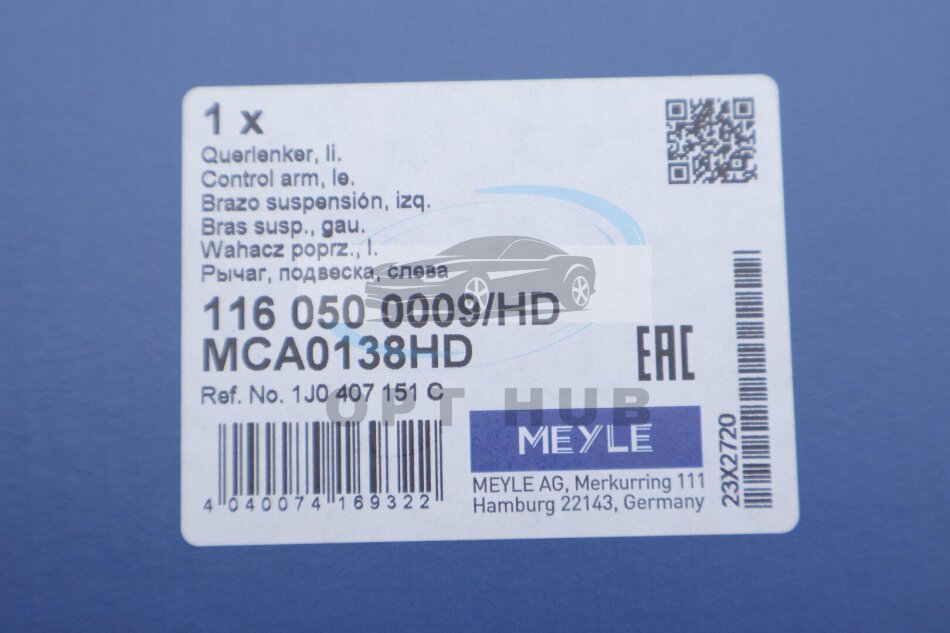 1 x
Querlenker, li.
Control arm, le.
Brazo suspensión, izq.
Bras susp., gau.
Wahacz poprz., l.
Рычаг, подвеска, слева
116 050 0009/HD
MCA0138HD
Ref. No. 1J0 407 151 C
OPT HUB
EAC
MEYLE
MEYLE AG, Merkurring 111
Hamburg 22143, Germany
4 040074 169322
23X2720